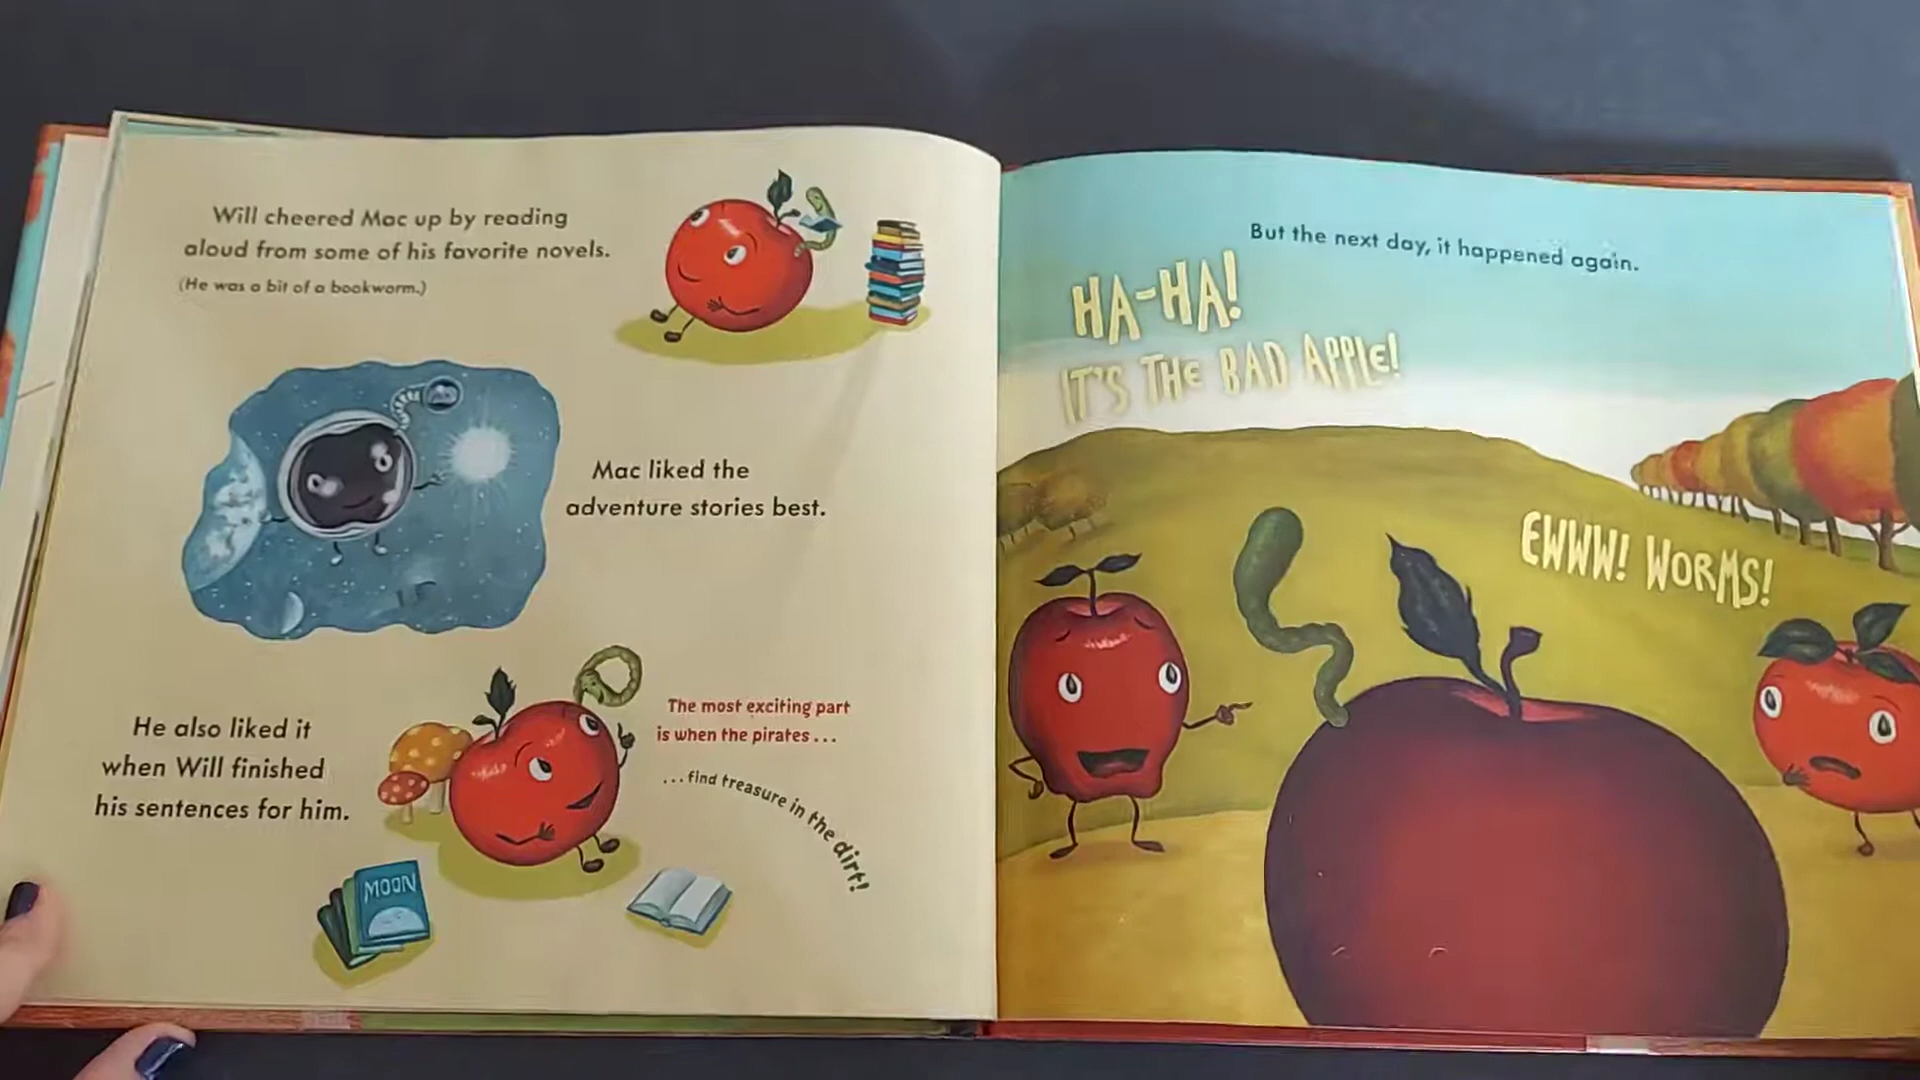 Will cheered Mac up by reading
aloud from some of his favorite novels.
(He was a bit of a bookworm.)
Mac liked the
adventure stories best.
He also liked it
when Will finished
his sentences for him.
The most exciting part
is when the pirates...
...find treasure in the dirt!
MOON
But the next day, it happened again.
HA-HA!
IT'S THE BAD APPLE!
EWWW! WORMS!